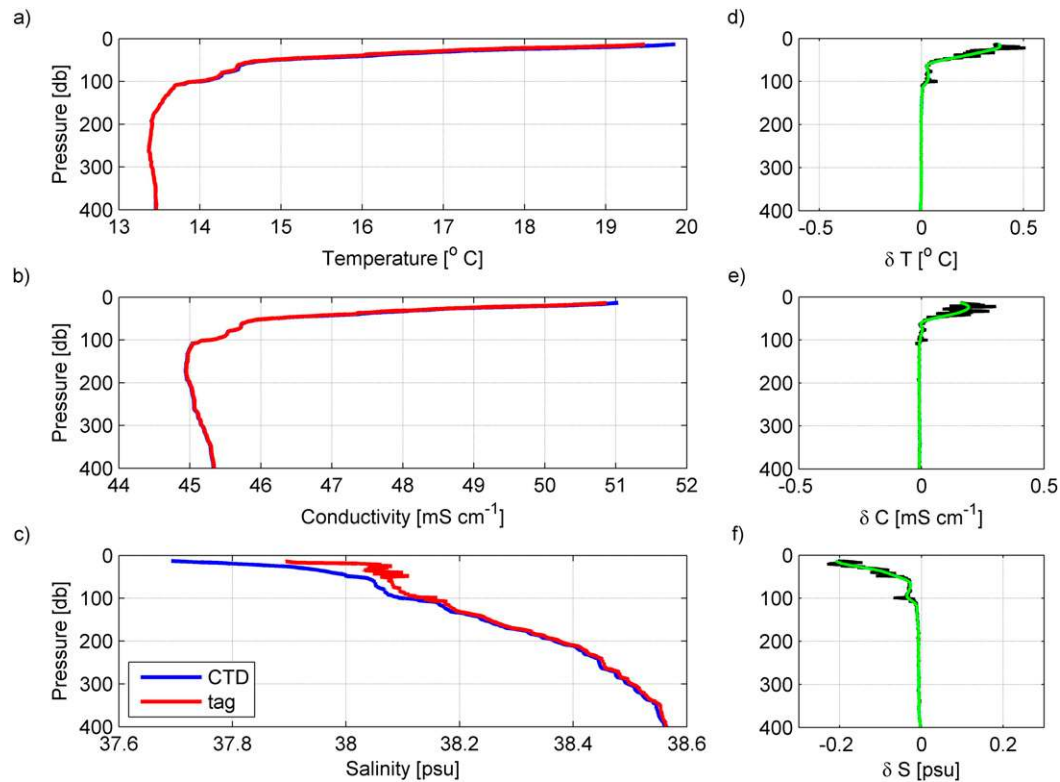 a)
0
100
200
300
400
Pressure [db]
13 14 15 16 17 18 19 20
Temperature [° C]
d)
0
100
200
300
400
-0.5 0 0.5
δ T [° C]
b)
0
100
200
300
400
Pressure [db]
44 45 46 47 48 49 50 51 52
Conductivity [mS cm⁻¹]
e)
0
100
200
300
400
-0.5 0 0.5
δ C [mS cm⁻¹]
c)
0
100
200
300
400
Pressure [db]
CTD
tag
37.6 37.8 38 38.2 38.4 38.6
Salinity [psu]
f)
0
100
200
300
400
-0.2 0 0.2
δ S [psu]